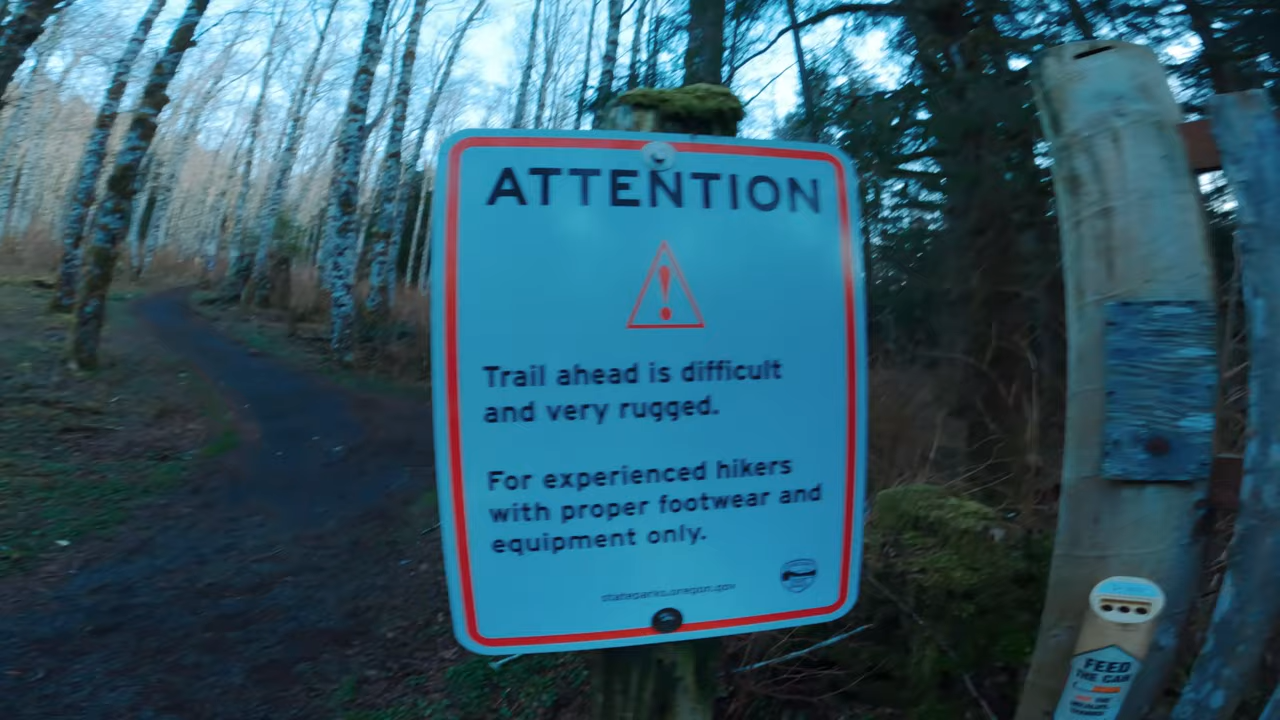 ATTENTION
Trail ahead is difficult
and very rugged.
For experienced hikers
with proper footwear and
equipment only.
stateparks.oregon.gov
FEED
THE CAN